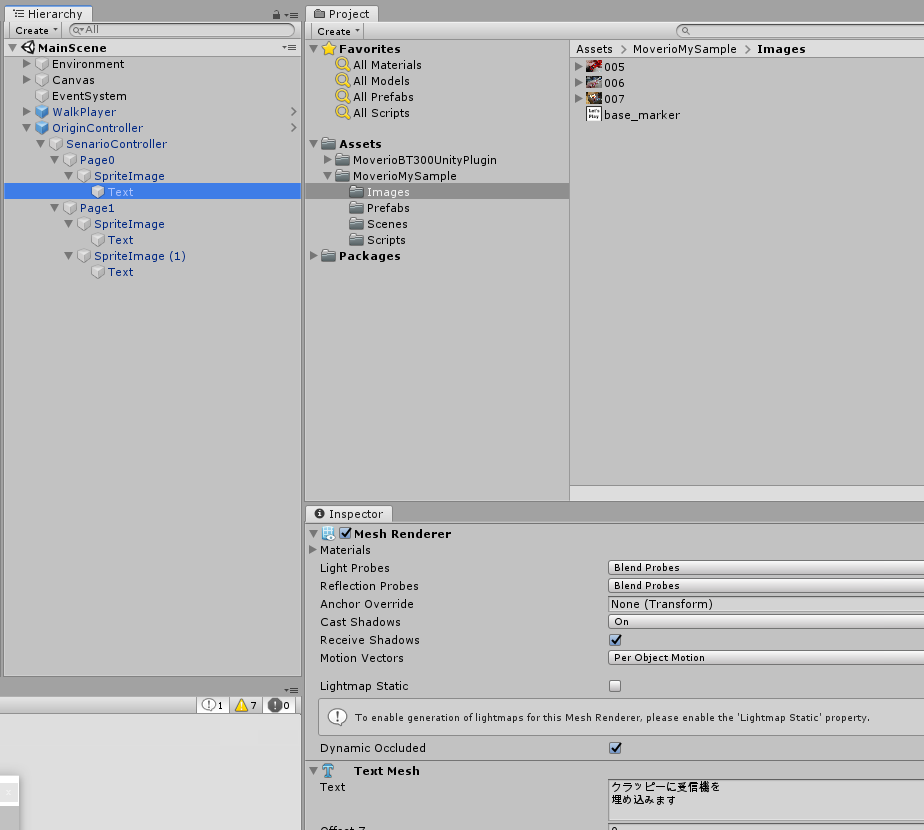 Hierarchy
Create
All
MainScene
Environment
Canvas
EventSystem
WalkPlayer
OriginController
SenarioController
Page0
SpriteImage
Text
Page1
SpriteImage
Text
SpriteImage (1)
Text
1
7
0
Project
Create
Favorites
All Materials
All Models
All Prefabs
All Scripts
Assets
MoverioBT300UnityPlugin
MoverioMySample
Images
Prefabs
Scenes
Scripts
Packages
Assets > MoverioMySample > Images
005
006
007
base_marker
Inspector
Mesh Renderer
Materials
Light Probes Blend Probes
Reflection Probes Blend Probes
Anchor Override None (Transform)
Cast Shadows On
Receive Shadows
Motion Vectors Per Object Motion
Lightmap Static
To enable generation of lightmaps for this Mesh Renderer, please enable the 'Lightmap Static' property.
Dynamic Occluded
Text Mesh
Text クラッピーに受信機を
埋め込みます
Offset Z